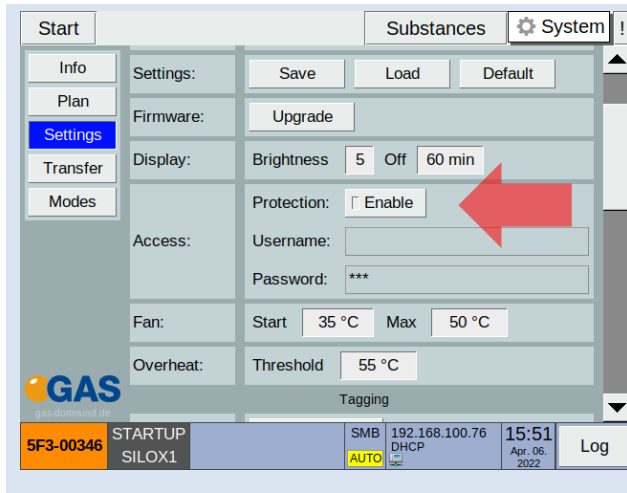 Start Substances System !
Info
Plan
Settings
Transfer
Modes
Settings: Save Load Default
Firmware: Upgrade
Display: Brightness 5 Off 60 min
Access:
Protection: Enable
Username:
Password: ***
Fan: Start 35 °C Max 50 °C
Overheat: Threshold 55 °C
Tagging
GAS
gas-dortmund.de
5F3-00346
STARTUP
SILOX1
SMB
AUTO
192.168.100.76
DHCP
15:51
Apr. 06.
2022
Log